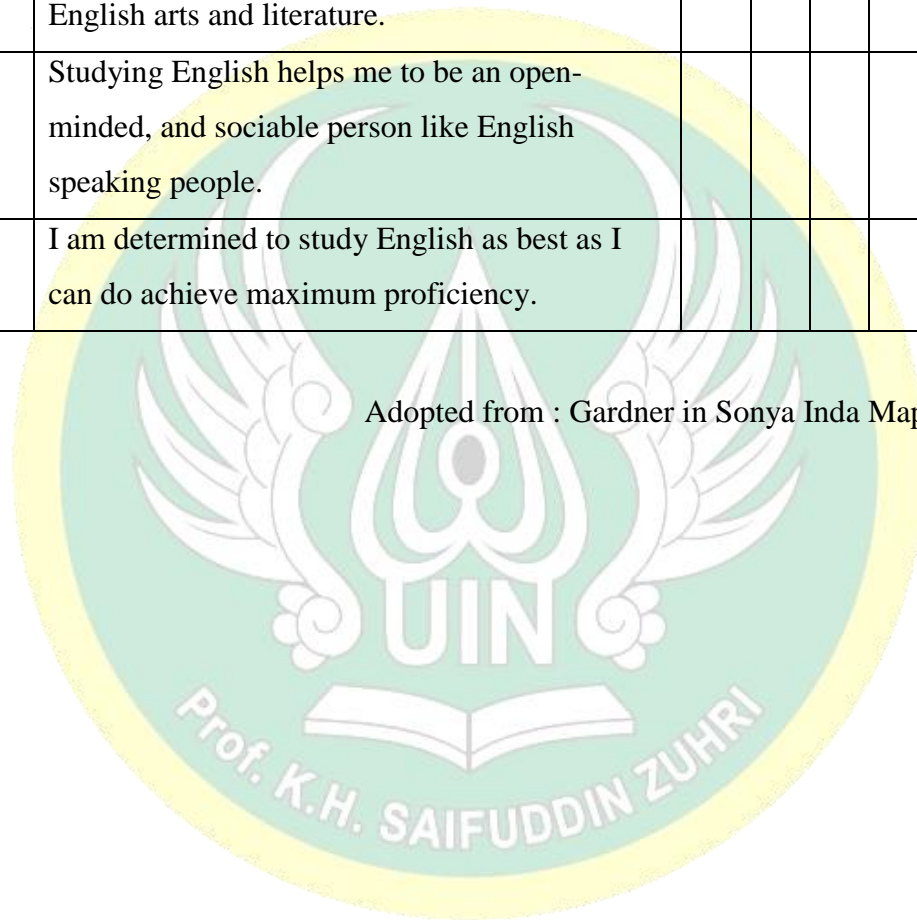 English arts and literature.
Studying English helps me to be an open-
minded, and sociable person like English
speaking people.
I am determined to study English as best as I
can do achieve maximum proficiency.
Adopted from : Gardner in Sonya Inda Map
UIN
Prof. K.H. SAIFUDDIN ZUHRI